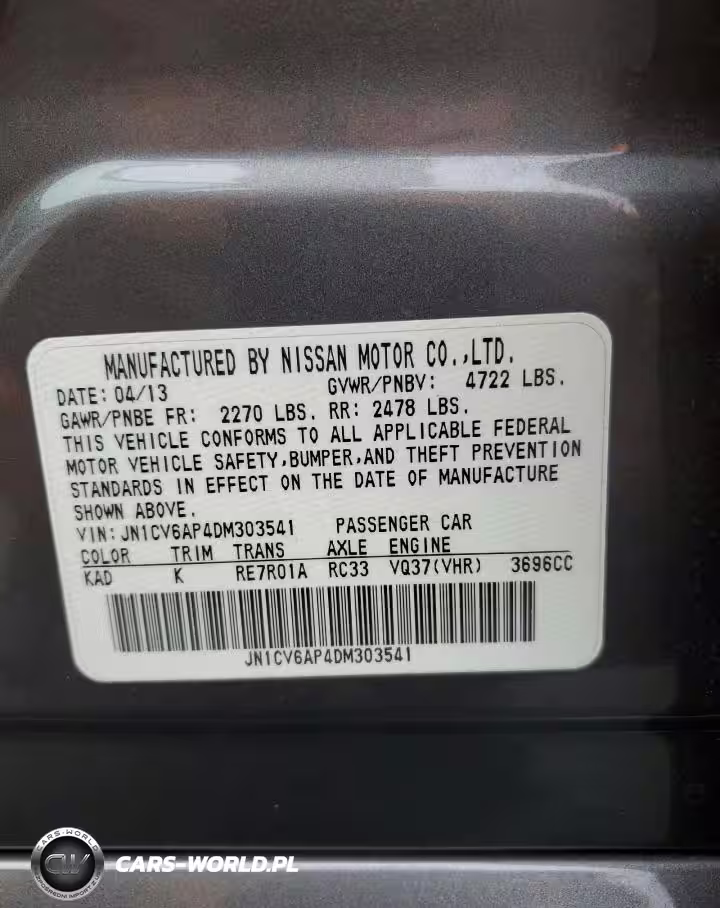 MANUFACTURED BY NISSAN MOTOR CO.,LTD.
DATE: 04/13 GVWR/PNBV: 4722 LBS.
GAWR/PNBE FR: 2270 LBS. RR: 2478 LBS.
THIS VEHICLE CONFORMS TO ALL APPLICABLE FEDERAL
MOTOR VEHICLE SAFETY,BUMPER,AND THEFT PREVENTION
STANDARDS IN EFFECT ON THE DATE OF MANUFACTURE
SHOWN ABOVE.
VIN: JN1CV6AP4DM303541 PASSENGER CAR
COLOR TRIM TRANS AXLE ENGINE
KAD K RE7R01A RC33 VQ37(VHR) 3696CC
JN1CV6AP4DM303541
CARS-WORLD
CW
CARS-WORLD.PL